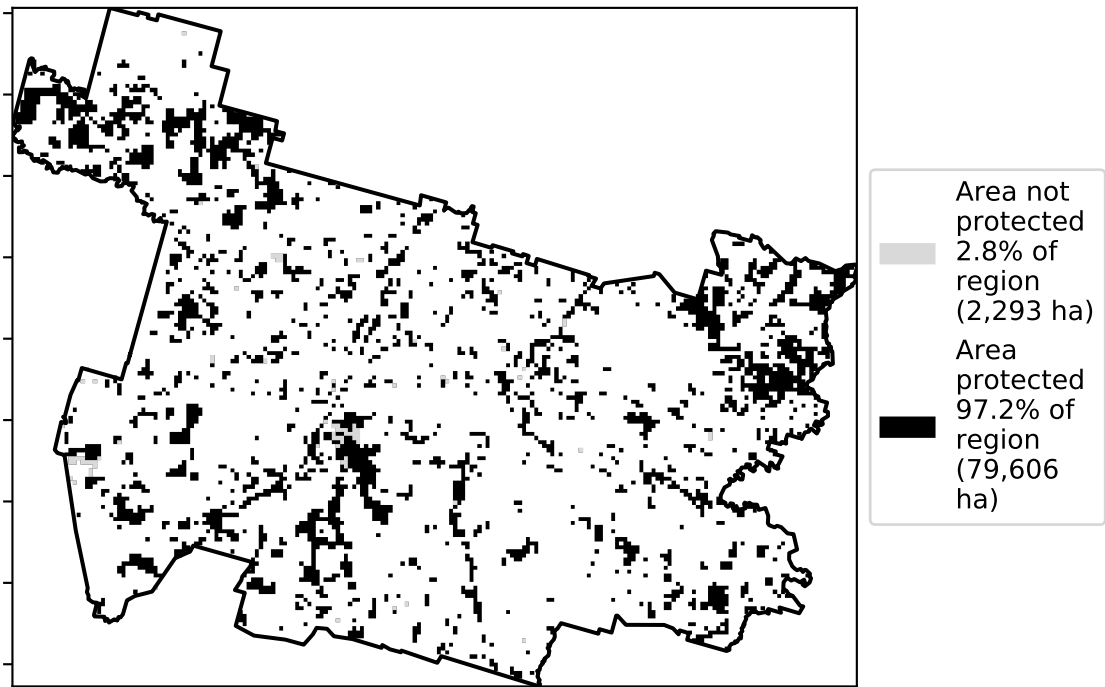 Area not
protected
2.8% of
region
(2,293 ha)
Area
protected
97.2% of
region
(79,606
ha)